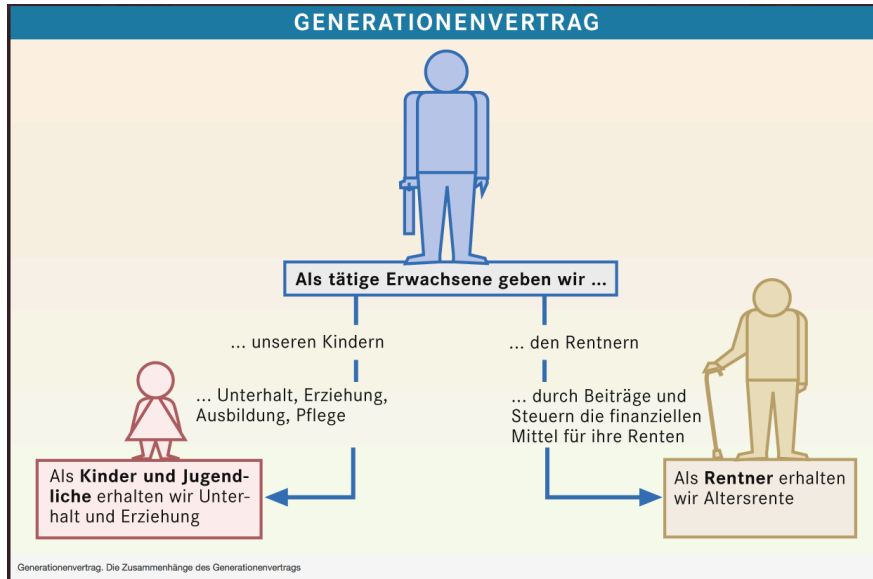 GENERATIONENVERTRAG
Als tätige Erwachsene geben wir ...
... unseren Kindern
... Unterhalt, Erziehung,
Ausbildung, Pflege
... den Rentnern
... durch Beiträge und
Steuern die finanziellen
Mittel für ihre Renten
Als Kinder und Jugend-
liche erhalten wir Unter-
halt und Erziehung
Als Rentner erhalten
wir Altersrente
Generationenvertrag. Die Zusammenhänge des Generationenvertrags